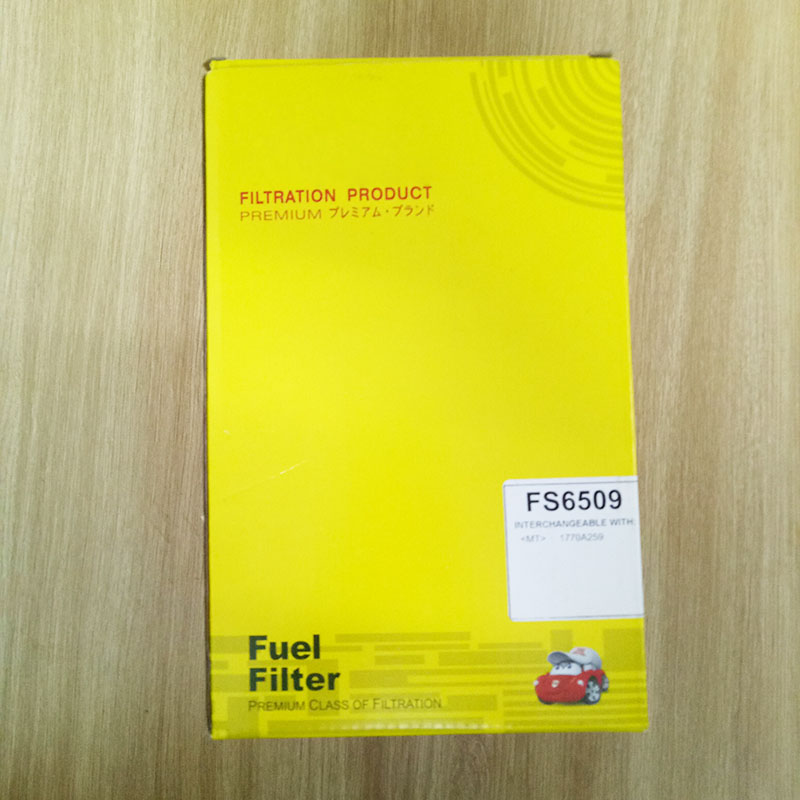 FILTRATION PRODUCT
PREMIUM プレミアム・ブランド
FS6509
INTERCHANGEABLE WITH:
<MT> 1770A259
Fuel
Filter
PREMIUM CLASS OF FILTRATION